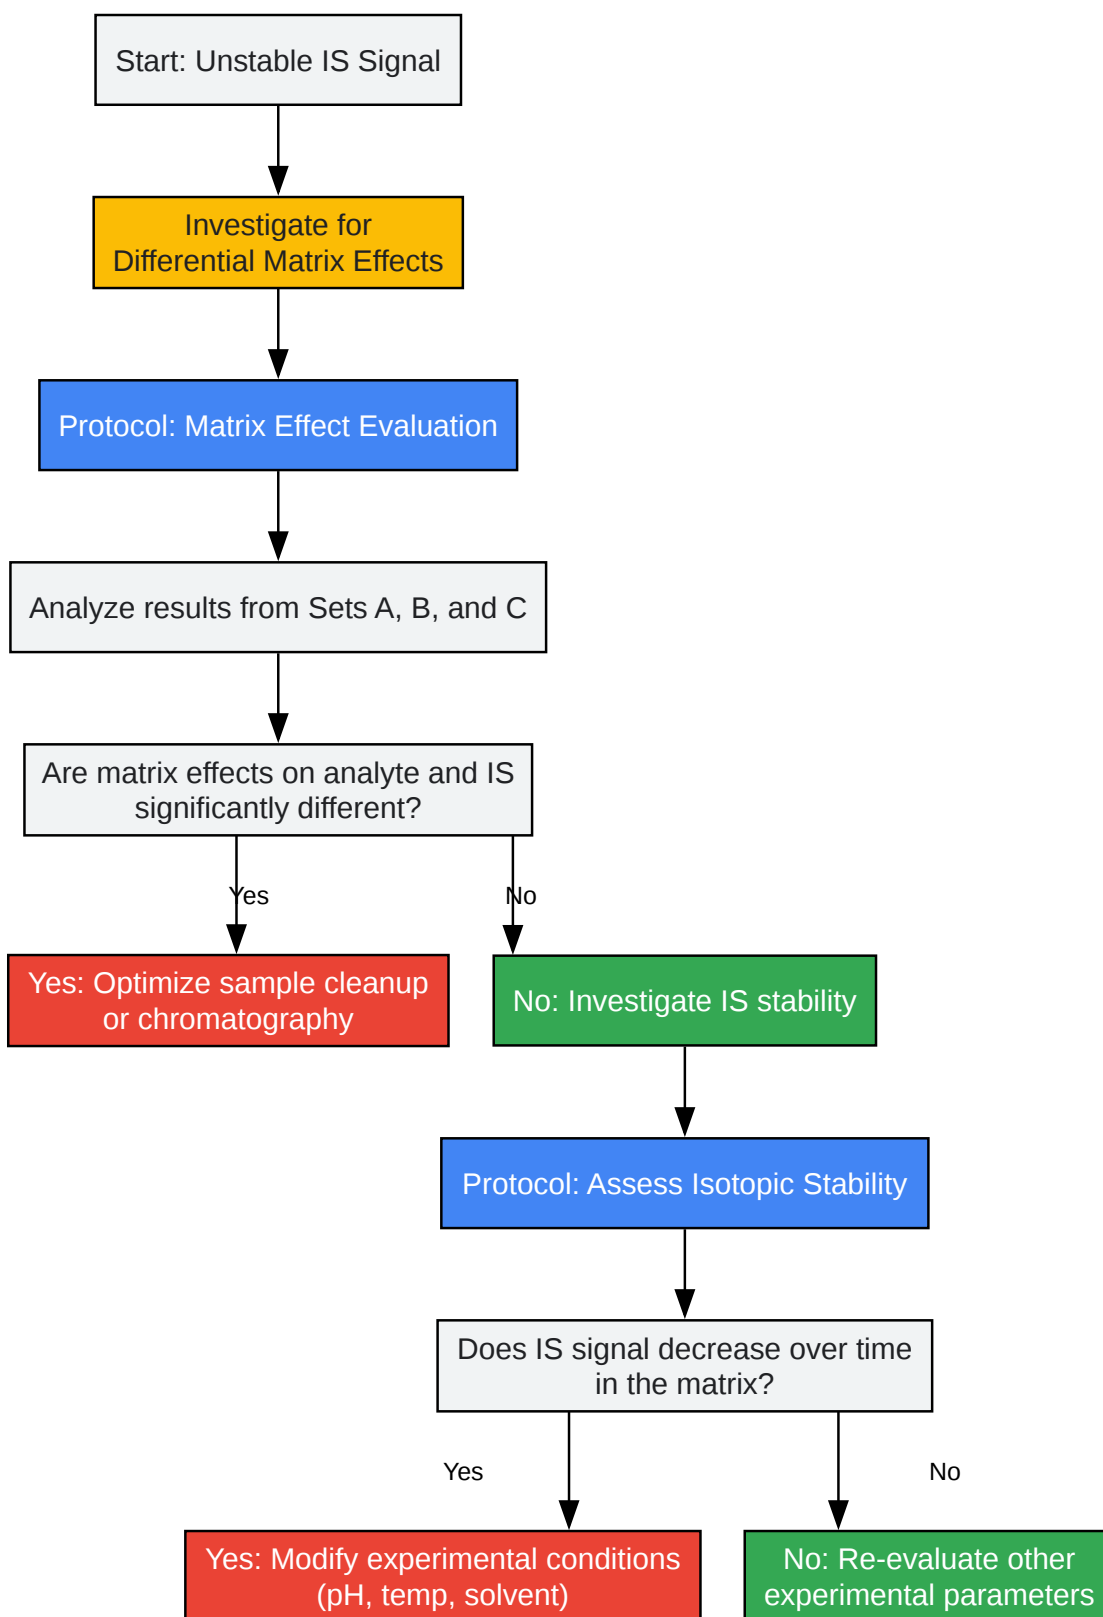 Start: Unstable IS Signal
Investigate for
Differential Matrix Effects
Protocol: Matrix Effect Evaluation
Analyze results from Sets A, B, and C
Are matrix effects on analyte and IS
significantly different?
Yes
No
Yes: Optimize sample cleanup
or chromatography
No: Investigate IS stability
Protocol: Assess Isotopic Stability
Does IS signal decrease over time
in the matrix?
Yes
No
Yes: Modify experimental conditions
(pH, temp, solvent)
No: Re-evaluate other
experimental parameters